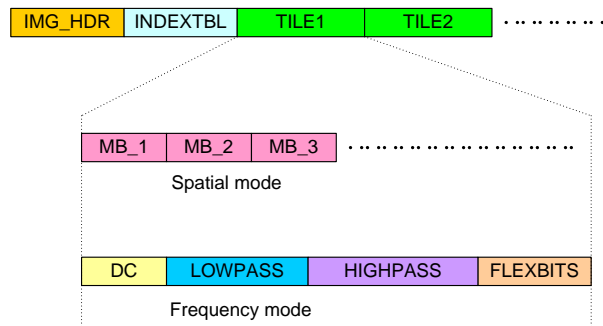 IMG_HDR INDEXTBL TILE1 TILE2
MB_1 MB_2 MB_3
Spatial mode
DC LOWPASS HIGHPASS FLEXBITS
Frequency mode